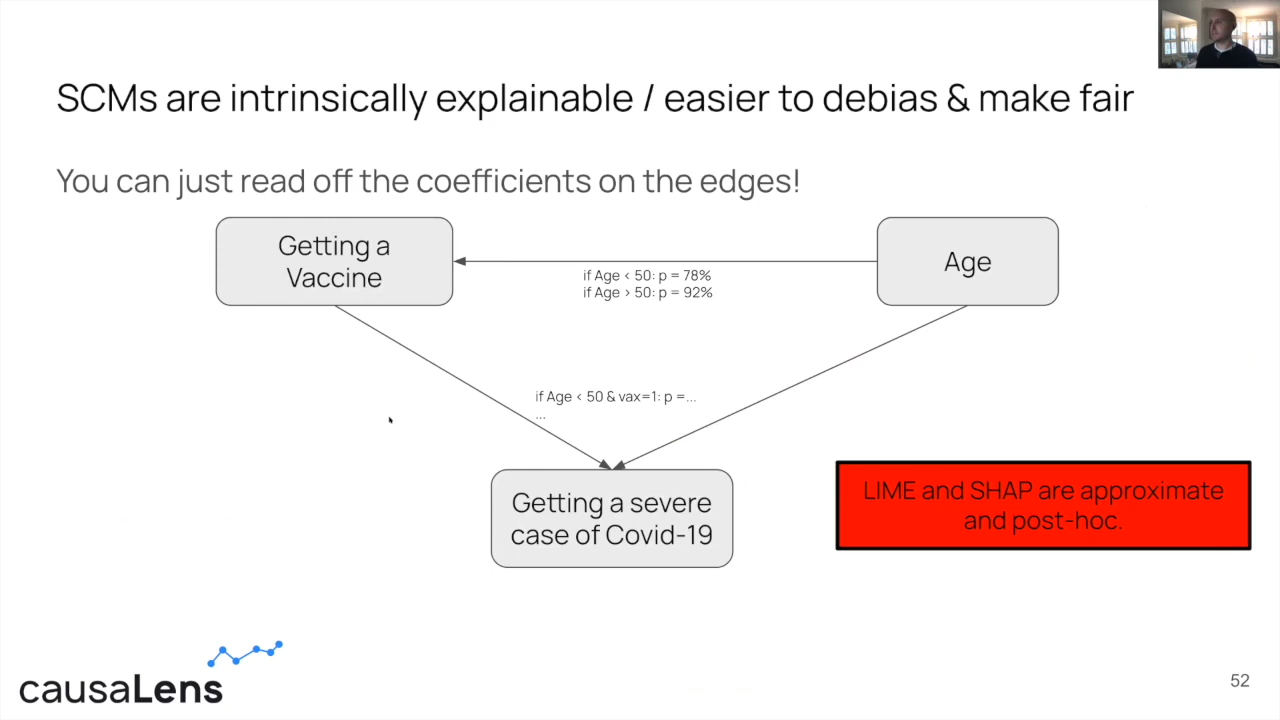 SCMs are intrinsically explainable / easier to debias & make fair
You can just read off the coefficients on the edges!
Getting a
Vaccine
Age
if Age < 50: p = 78%
if Age > 50: p = 92%
if Age < 50 & vax=1: p =...
...
Getting a severe
case of Covid-19
LIME and SHAP are approximate
and post-hoc.
causaLens
52